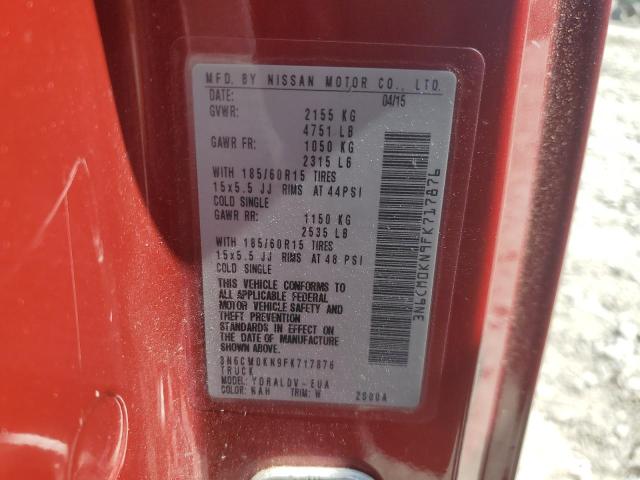 MFD. BY NISSAN MOTOR CO., LTD.
DATE: 04/15
GVWR: 2155 KG
4751 LB
GAWR FR: 1050 KG
2315 LB
WITH 185/60R15 TIRES
15x5.5 JJ RIMS AT 44PSI
COLD SINGLE
GAWR RR: 1150 KG
2535 LB
WITH 185/60R15 TIRES
15x5.5 JJ RIMS AT 48 PSI
COLD SINGLE
THIS VEHICLE CONFORMS TO
ALL APPLICABLE FEDERAL
MOTOR VEHICLE SAFETY AND
THEFT PREVENTION
STANDARDS IN EFFECT ON
THE DATE OF MANUFACTURE
SHOWN ABOVE.
3N6CM0KN9FK717876
TRUCK
MODEL: YDRALDV-EUA
COLOR: NAH TRIM: W 2000A
3N6CM0KN9FK717876